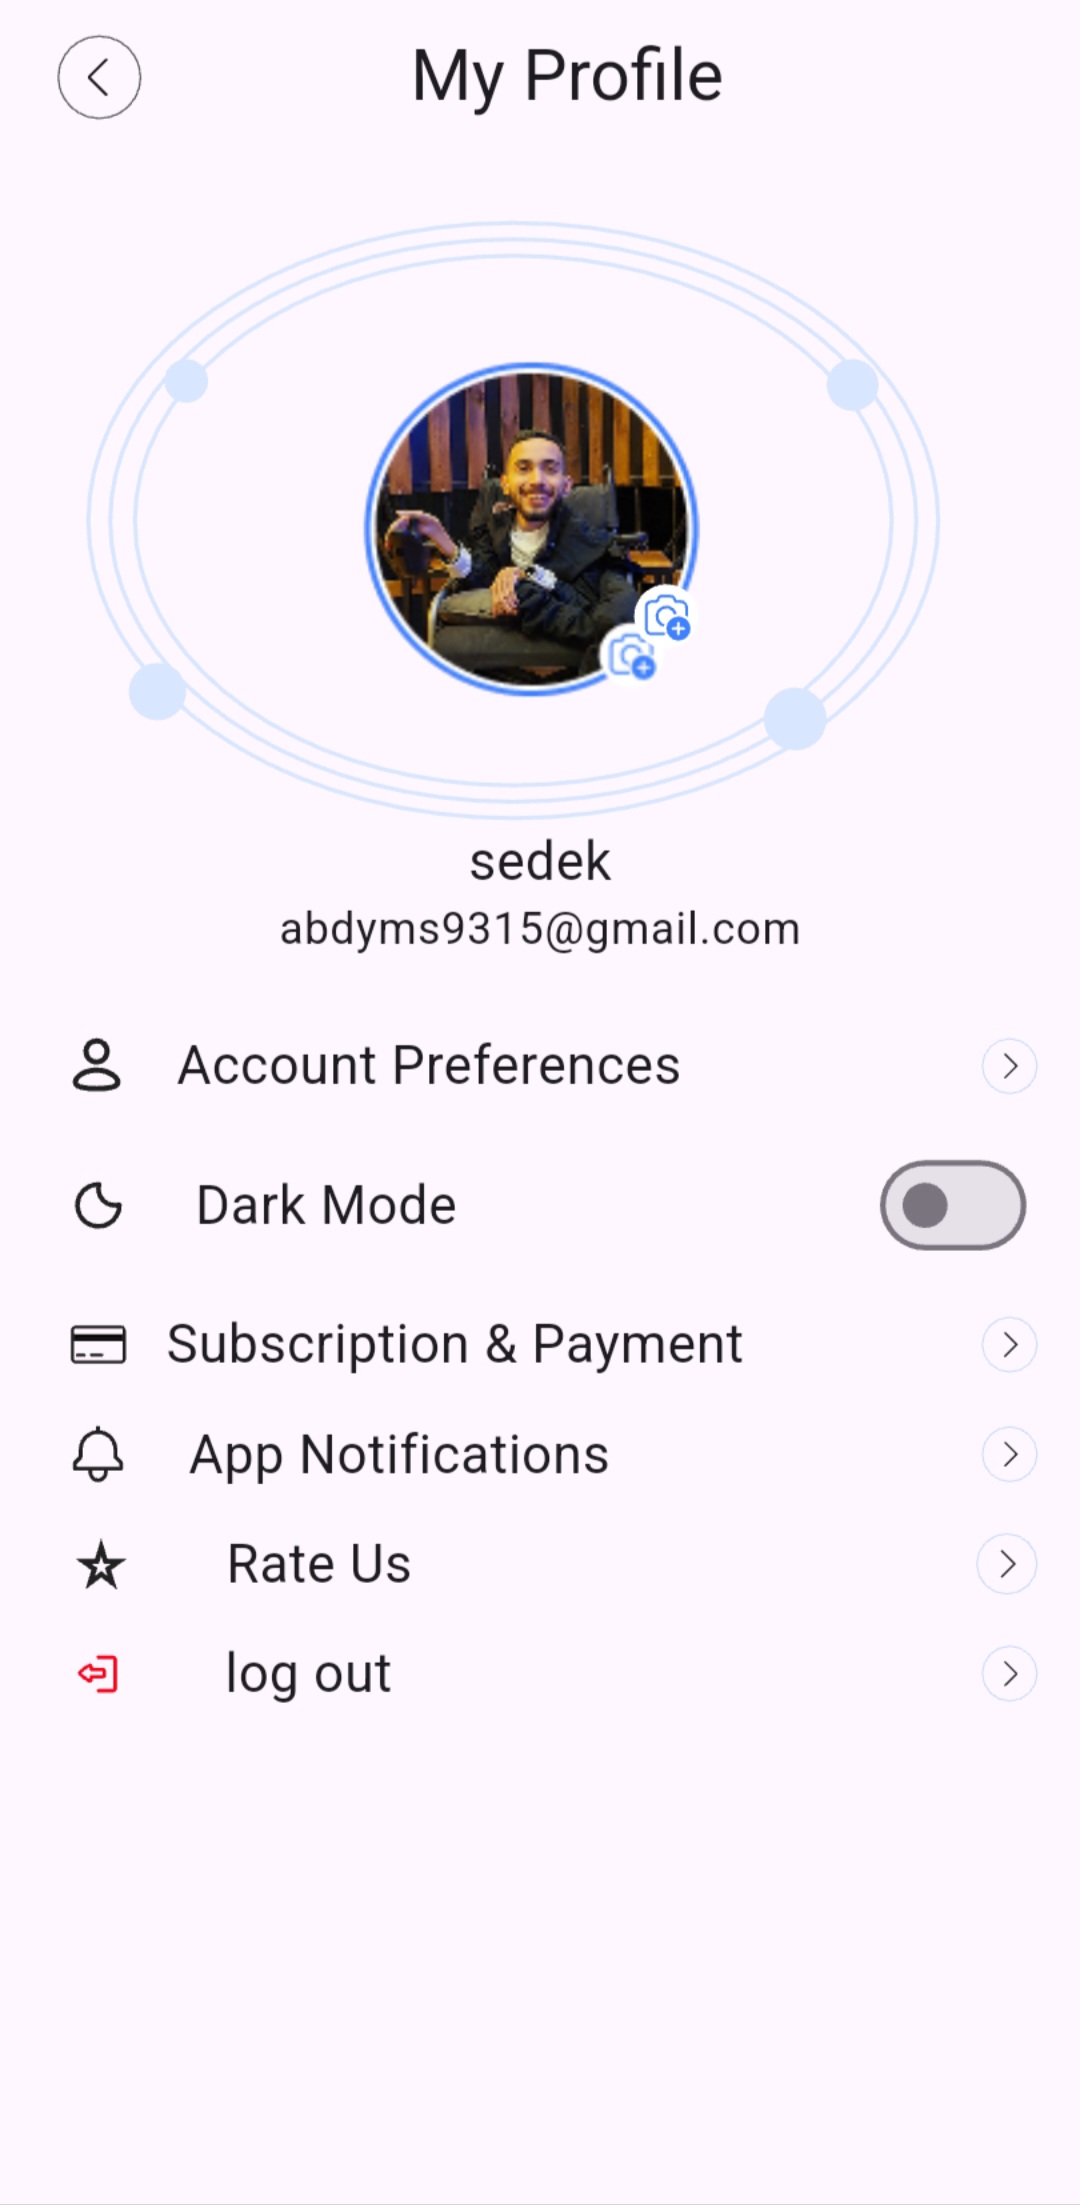 My Profile
sedek
abdyms9315@gmail.com
Account Preferences
Dark Mode
Subscription & Payment
App Notifications
Rate Us
log out